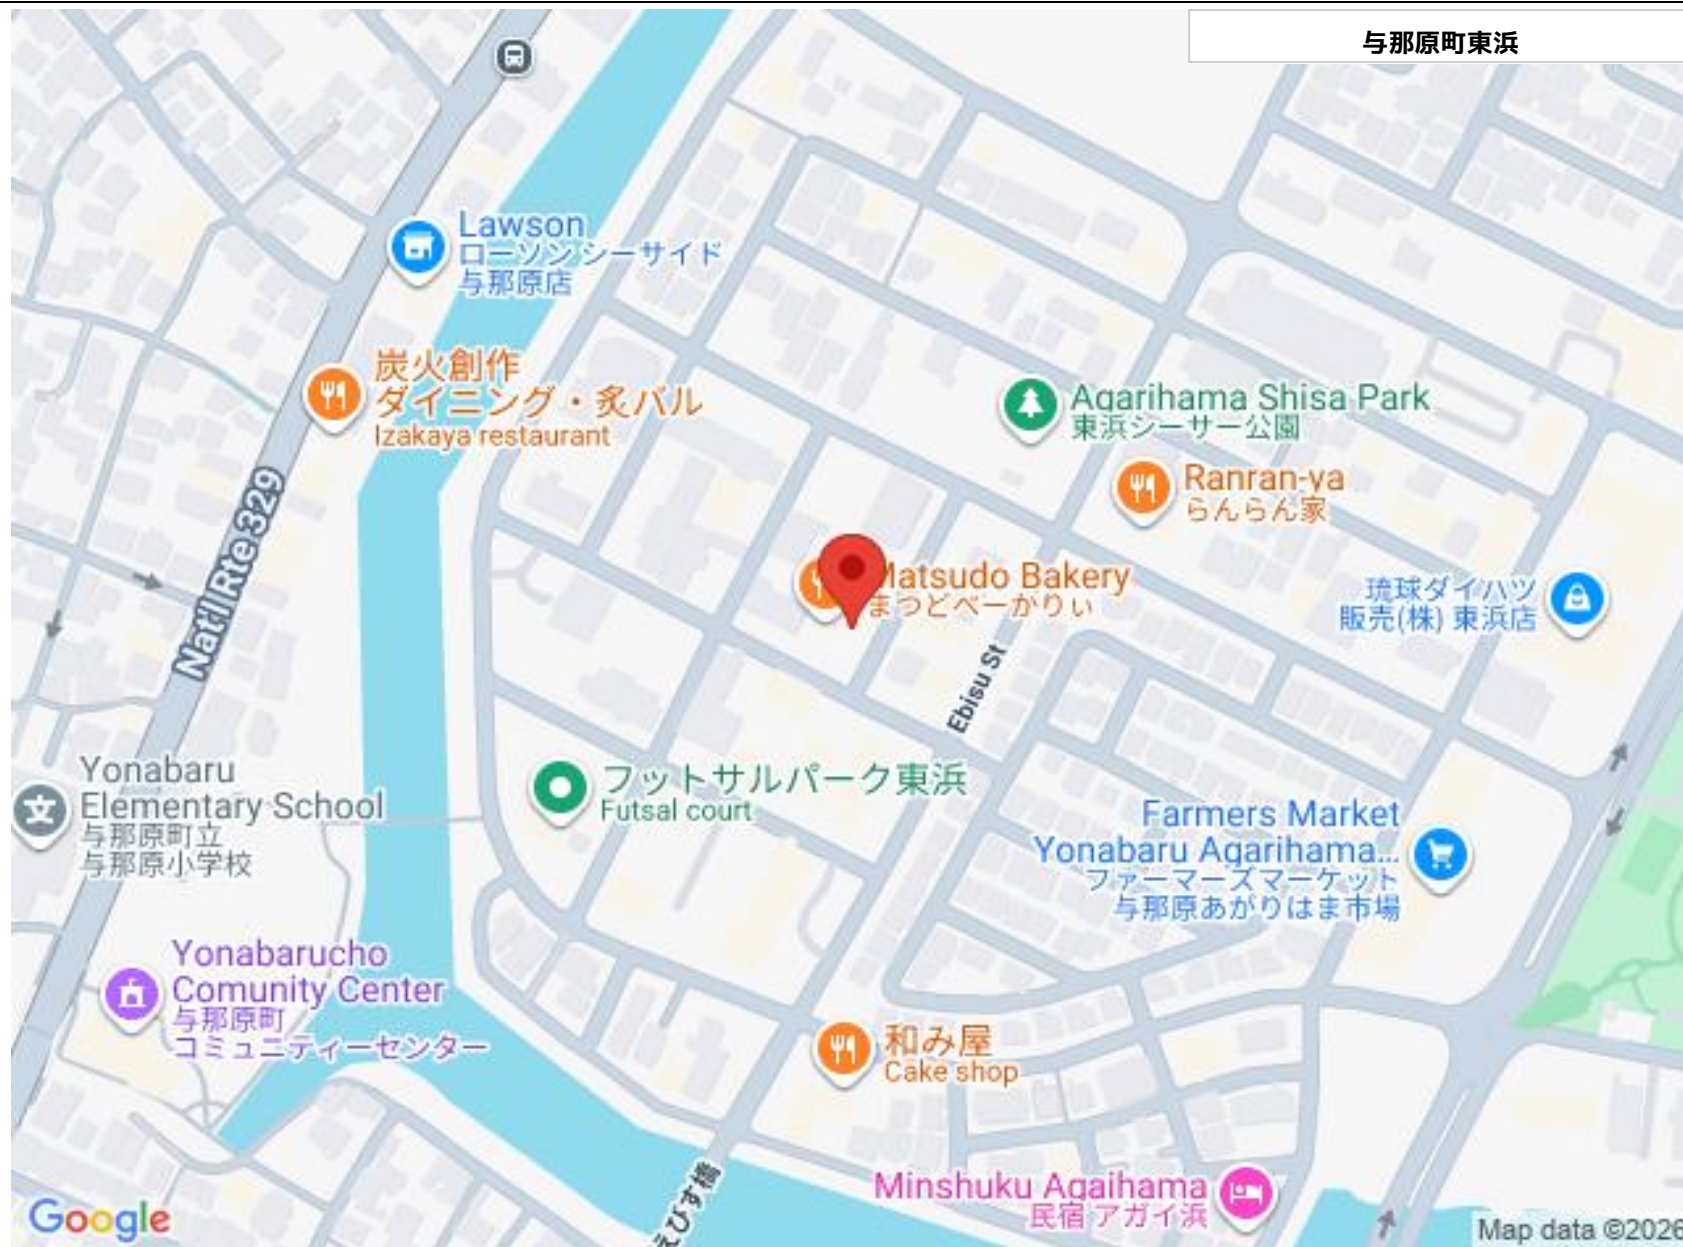 与那原町東浜
Lawson
ローソン シーサイド
与那原店
炭火創作
ダイニング・炙バル
Izakaya restaurant
Agarihama Shisa Park
東浜シーサー公園
Ranran-ya
らんらん家
Nat'l Rte 329
Matsudo Bakery
まつどべーかりぃ
琉球ダイハツ
販売(株) 東浜店
Ebisu St
Yonabaru
Elementary School
与那原町立
与那原小学校
フットサルパーク東浜
Futsal court
Farmers Market
Yonabaru Agarihama...
ファーマーズマーケット
与那原あがりはま市場
Yonabarucho
Comunity Center
与那原町
コミュニティーセンター
和み屋
Cake shop
えびす橋
Minshuku Agaihama
民宿 アガイ浜
Google
Map data ©2026